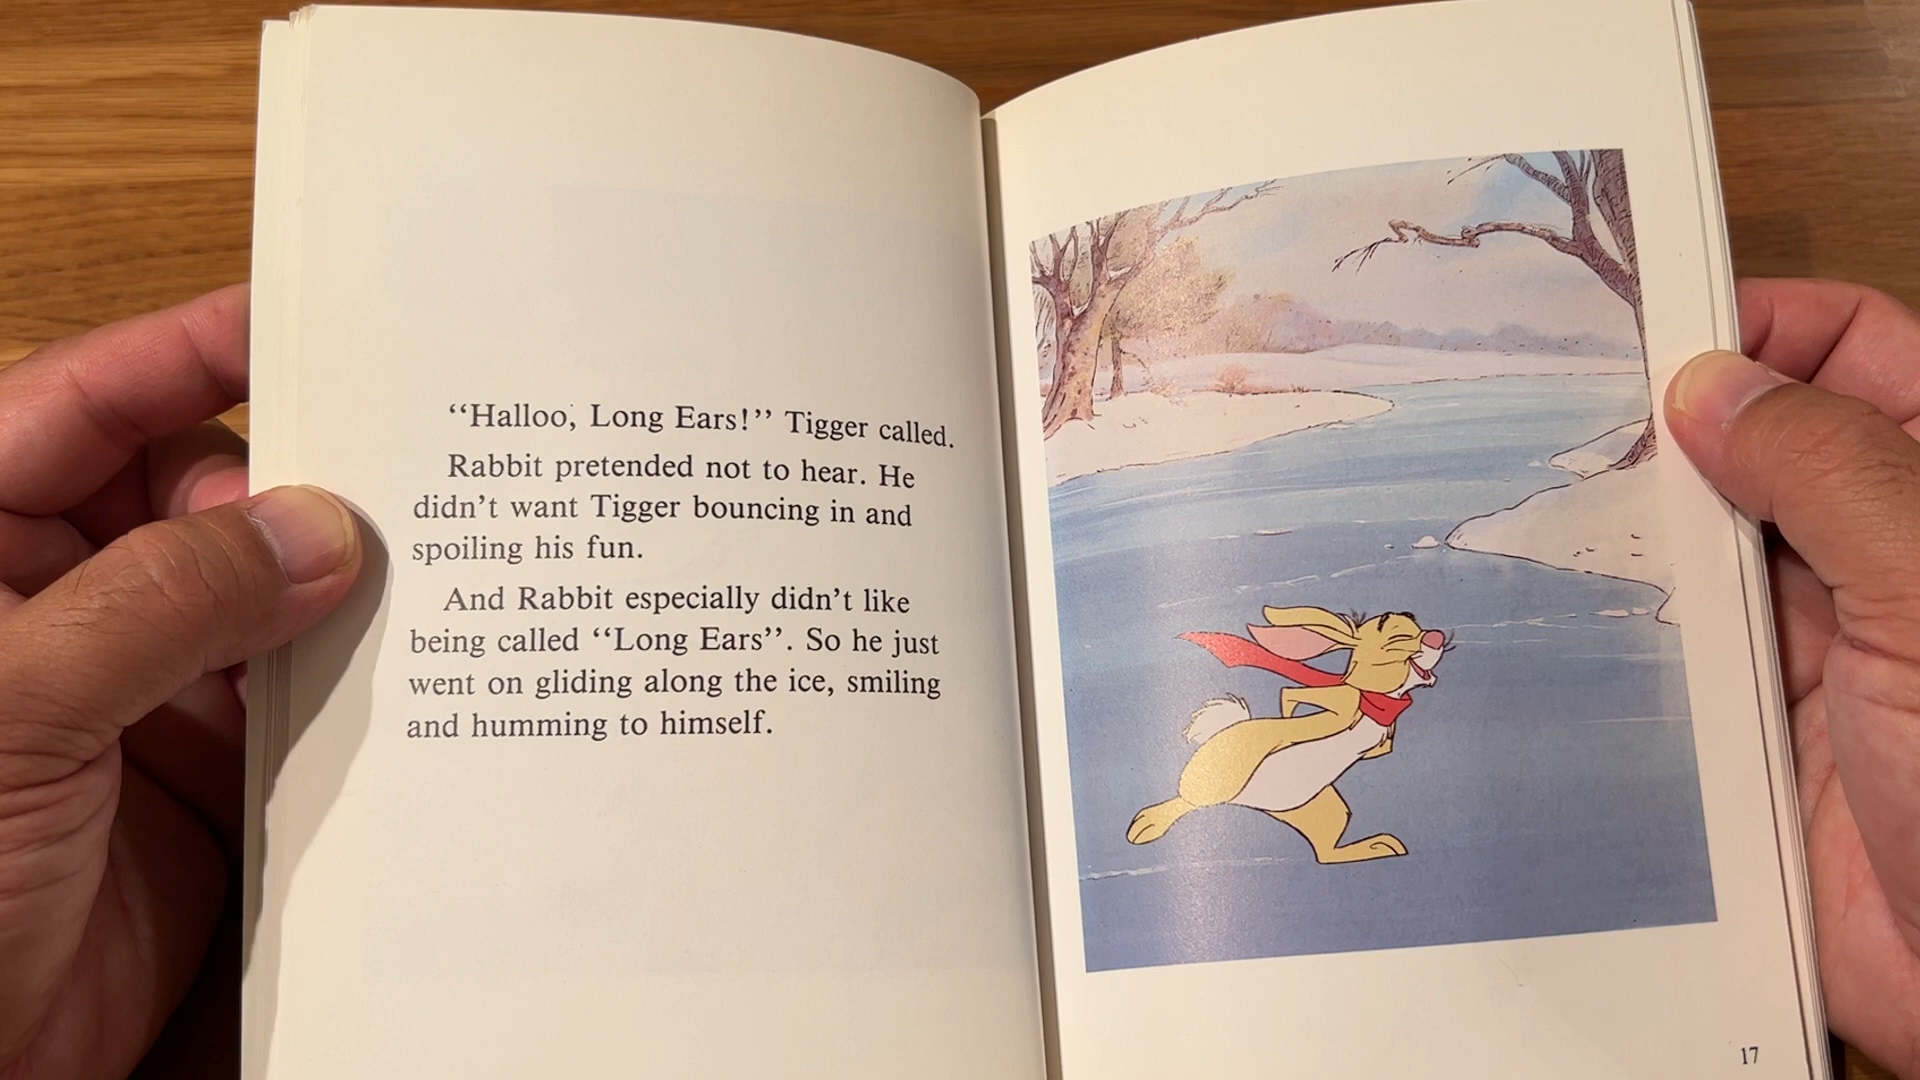 “Halloo, Long Ears!” Tigger called.
Rabbit pretended not to hear. He
didn’t want Tigger bouncing in and
spoiling his fun.
And Rabbit especially didn’t like
being called “Long Ears”. So he just
went on gliding along the ice, smiling
and humming to himself.
17